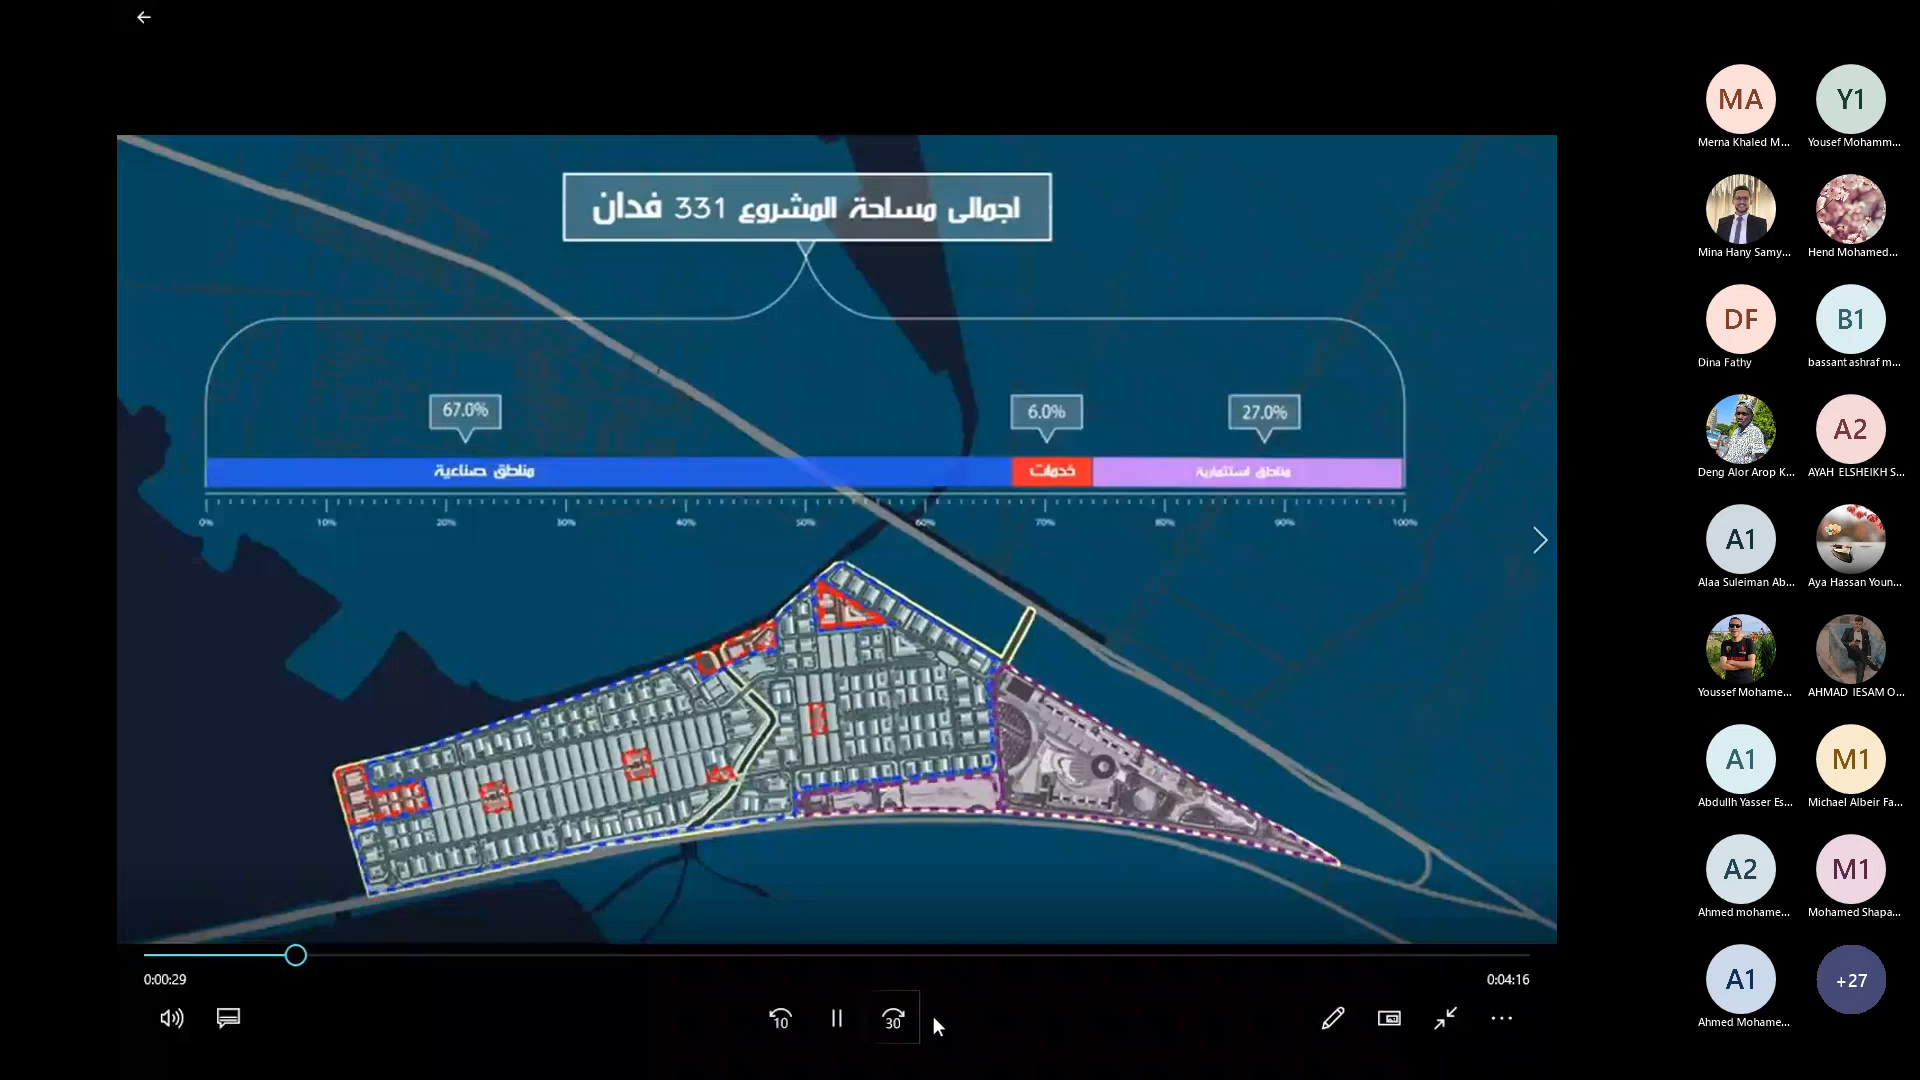 اجمالى مساحة المشروع 331 فدان
67.0%
6.0%
27.0%
مناطق صناعية
خدمات
مناطق استثمارية
0% 10% 20% 30% 40% 50% 60% 70% 80% 90% 100%
0:00:29
0:04:16
10
30
MA
Y1
Merna Khaled M...
Yousef Mohamm...
Mina Hany Samy...
Hend Mohamed...
DF
B1
Dina Fathy
bassant ashraf m...
A2
Deng Alor Arop K...
AYAH ELSHEIKH S...
A1
Alaa Suleiman Ab...
Aya Hassan Youn...
Youssef Mohame...
AHMAD IESAM O...
A1
M1
Abdullh Yasser Es...
Michael Albeir Fa...
A2
M1
Ahmed mohame...
Mohamed Shapa...
A1
+27
Ahmed Mohame...